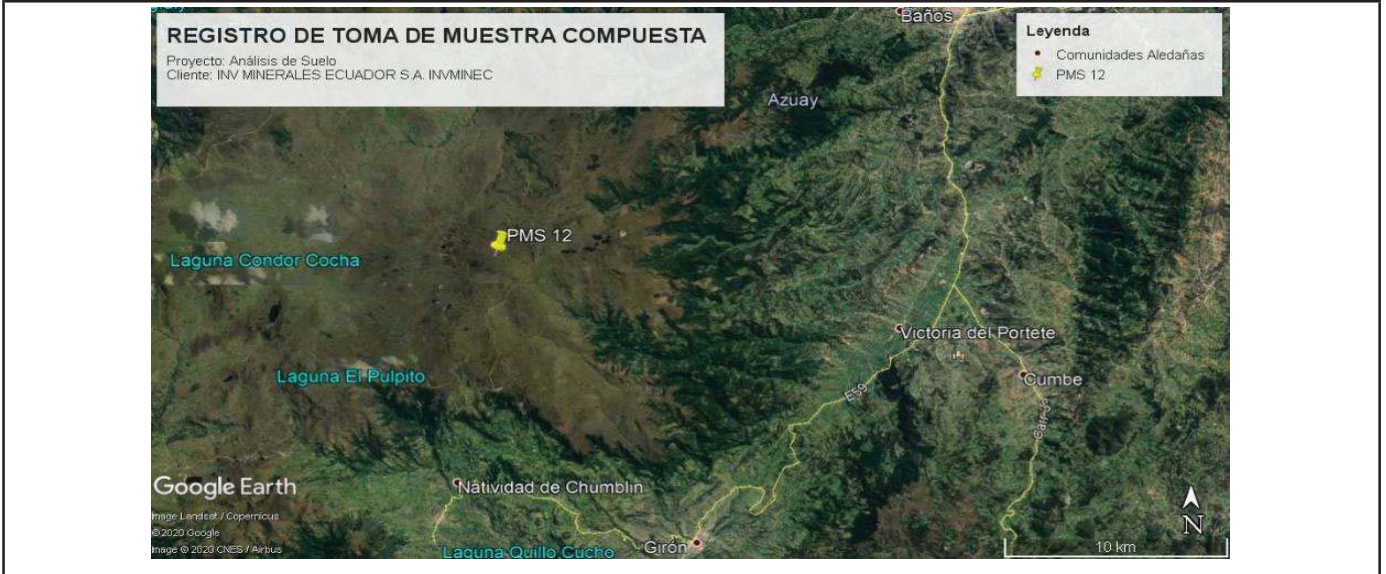 REGISTRO DE TOMA DE MUESTRA COMPUESTA
Proyecto: Análisis de Suelo
Cliente: INV MINERALES ECUADOR S.A. INVMINEC
Baños
Leyenda
Comunidades Aledañas
PMS 12
Azuay
PMS 12
Laguna Condor Cocha
Victoria del Portete
Laguna El Pulpito
Cumbe
E59
Natividad de Chumblin
Google Earth
Image Landsat / Copernicus
©2020 Google
Image © 2020 CNES / Airbus
Laguna Quillo Cucho
Girón
N
10 km